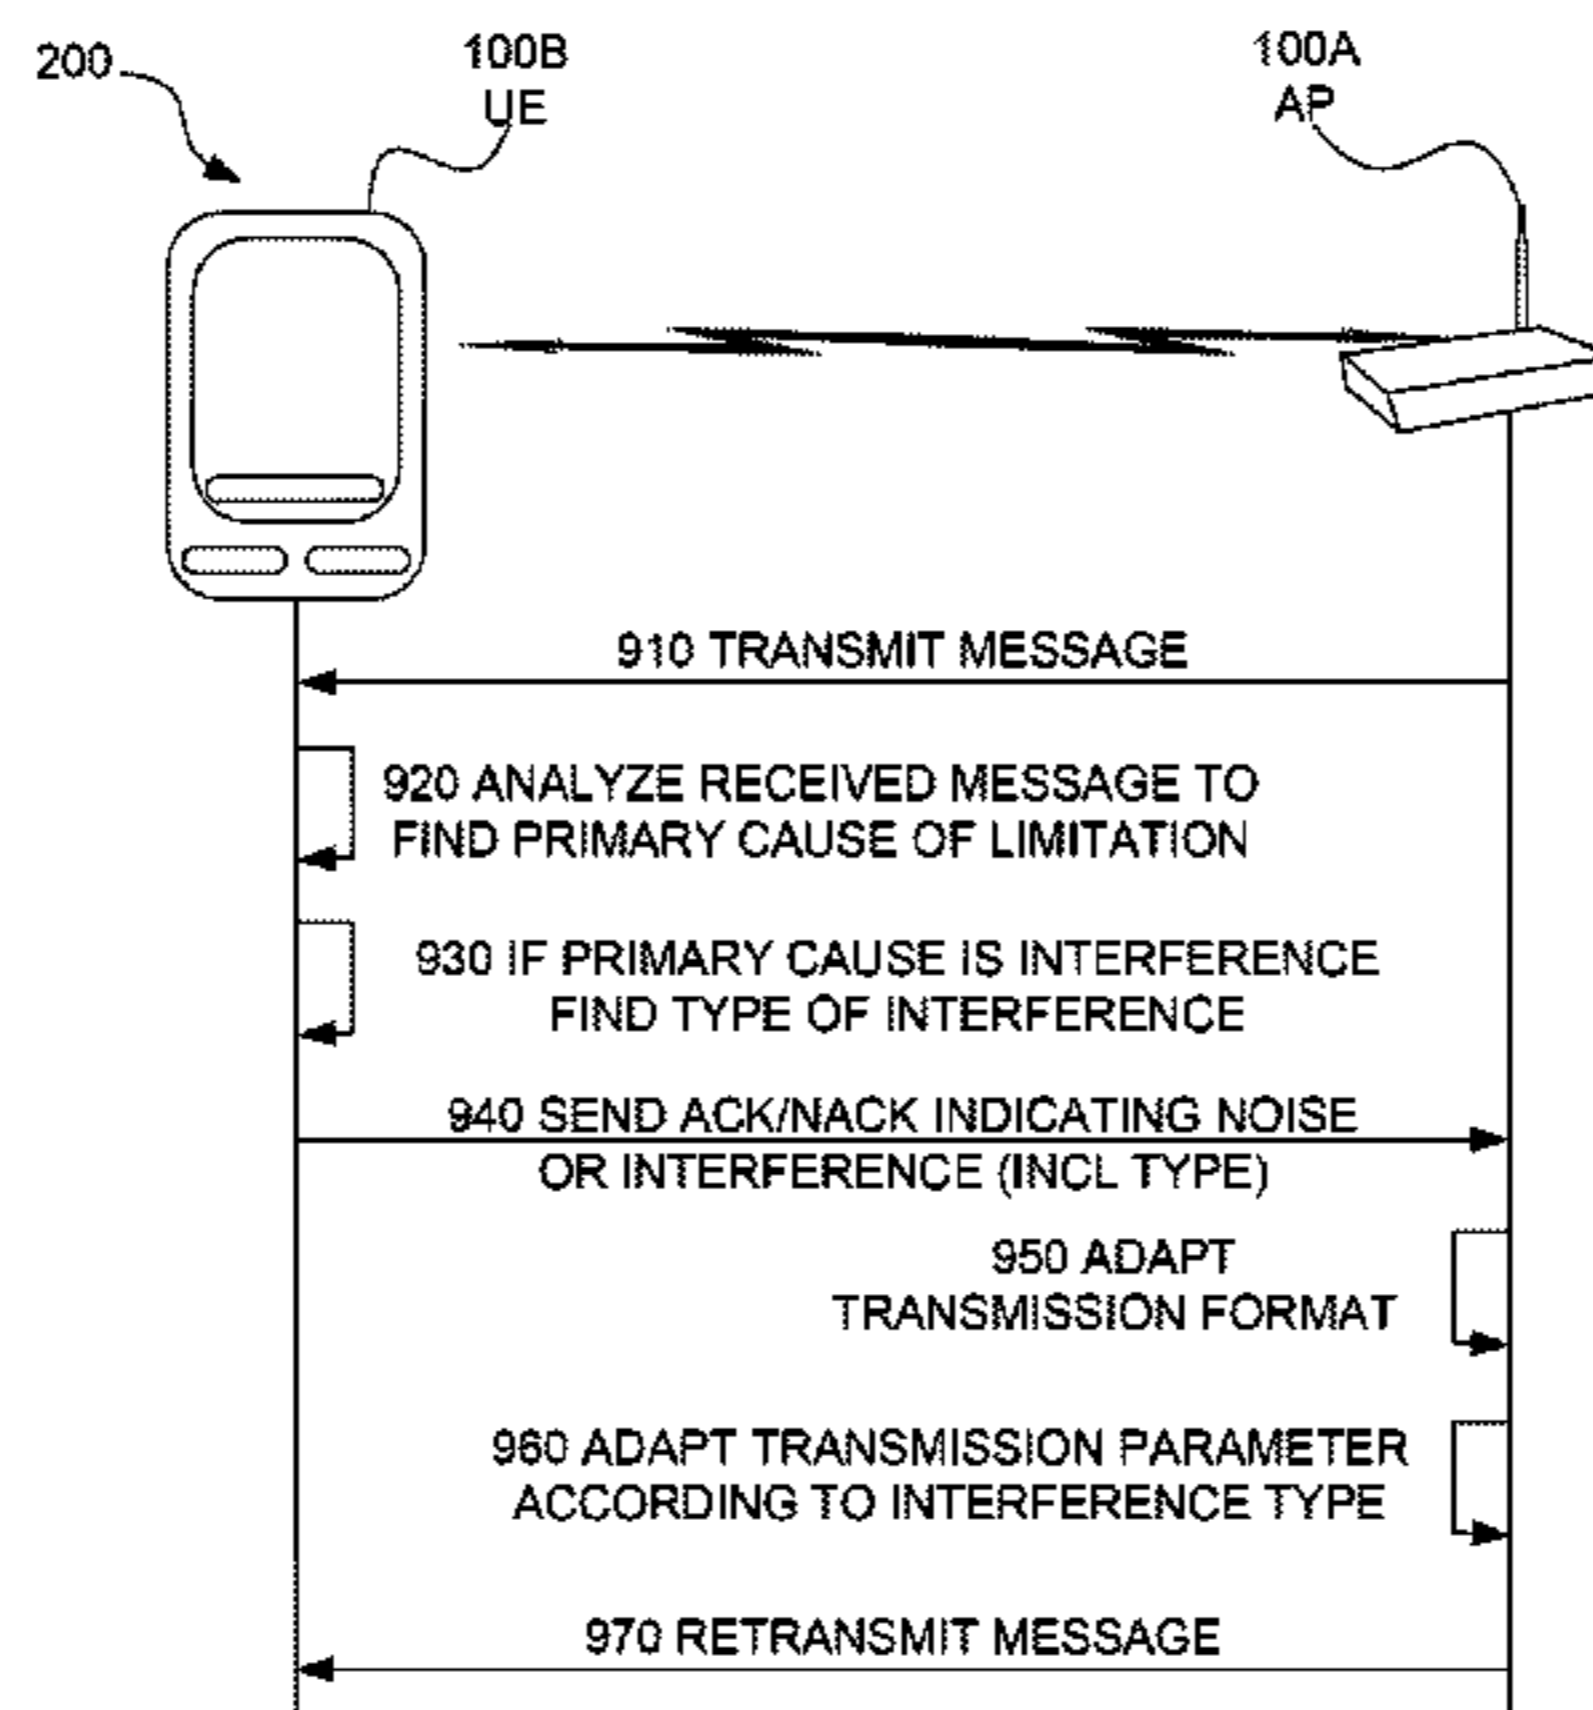 200
100B
UE
100A
AP
910 TRANSMIT MESSAGE
920 ANALYZE RECEIVED MESSAGE TO
FIND PRIMARY CAUSE OF LIMITATION
930 IF PRIMARY CAUSE IS INTERFERENCE
FIND TYPE OF INTERFERENCE
940 SEND ACK/NACK INDICATING NOISE
OR INTERFERENCE (INCL TYPE)
950 ADAPT
TRANSMISSION FORMAT
960 ADAPT TRANSMISSION PARAMETER
ACCORDING TO INTERFERENCE TYPE
970 RETRANSMIT MESSAGE